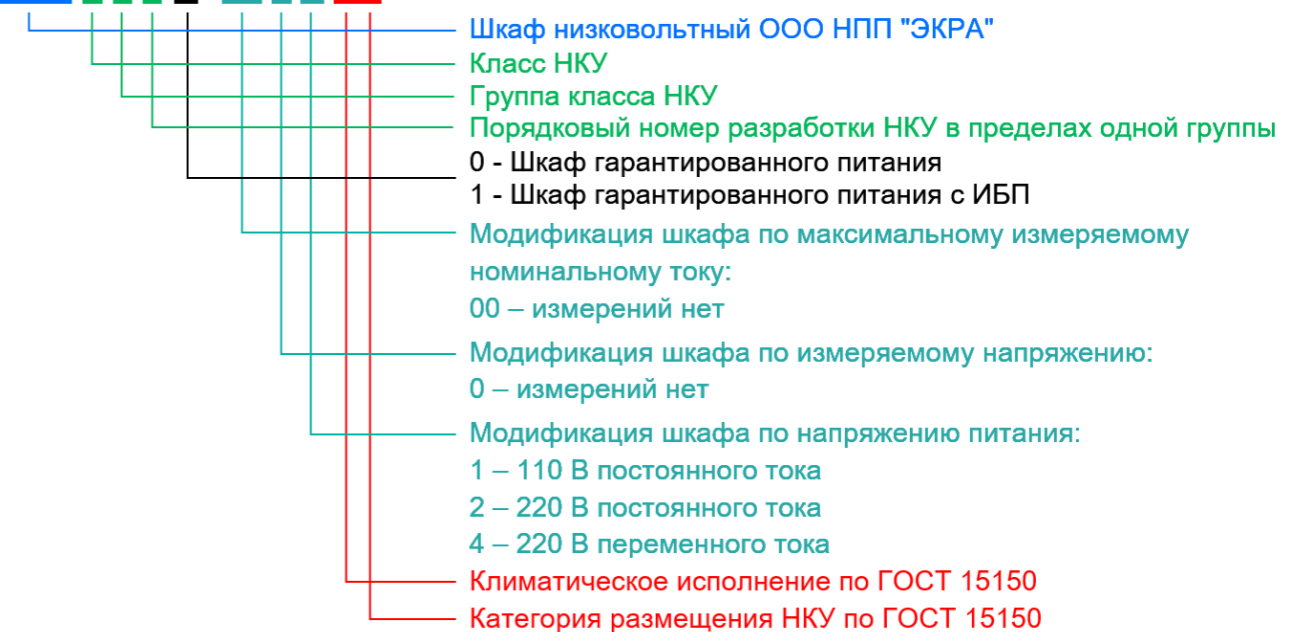 Шкаф низковольтный ООО НПП "ЭКРА"
Класс НКУ
Группа класса НКУ
Порядковый номер разработки НКУ в пределах одной группы
0 - Шкаф гарантированного питания
1 - Шкаф гарантированного питания с ИБП
Модификация шкафа по максимальному измеряемому
номинальному току:
00 – измерений нет
Модификация шкафа по измеряемому напряжению:
0 – измерений нет
Модификация шкафа по напряжению питания:
1 – 110 В постоянного тока
2 – 220 В постоянного тока
4 – 220 В переменного тока
Климатическое исполнение по ГОСТ 15150
Категория размещения НКУ по ГОСТ 15150